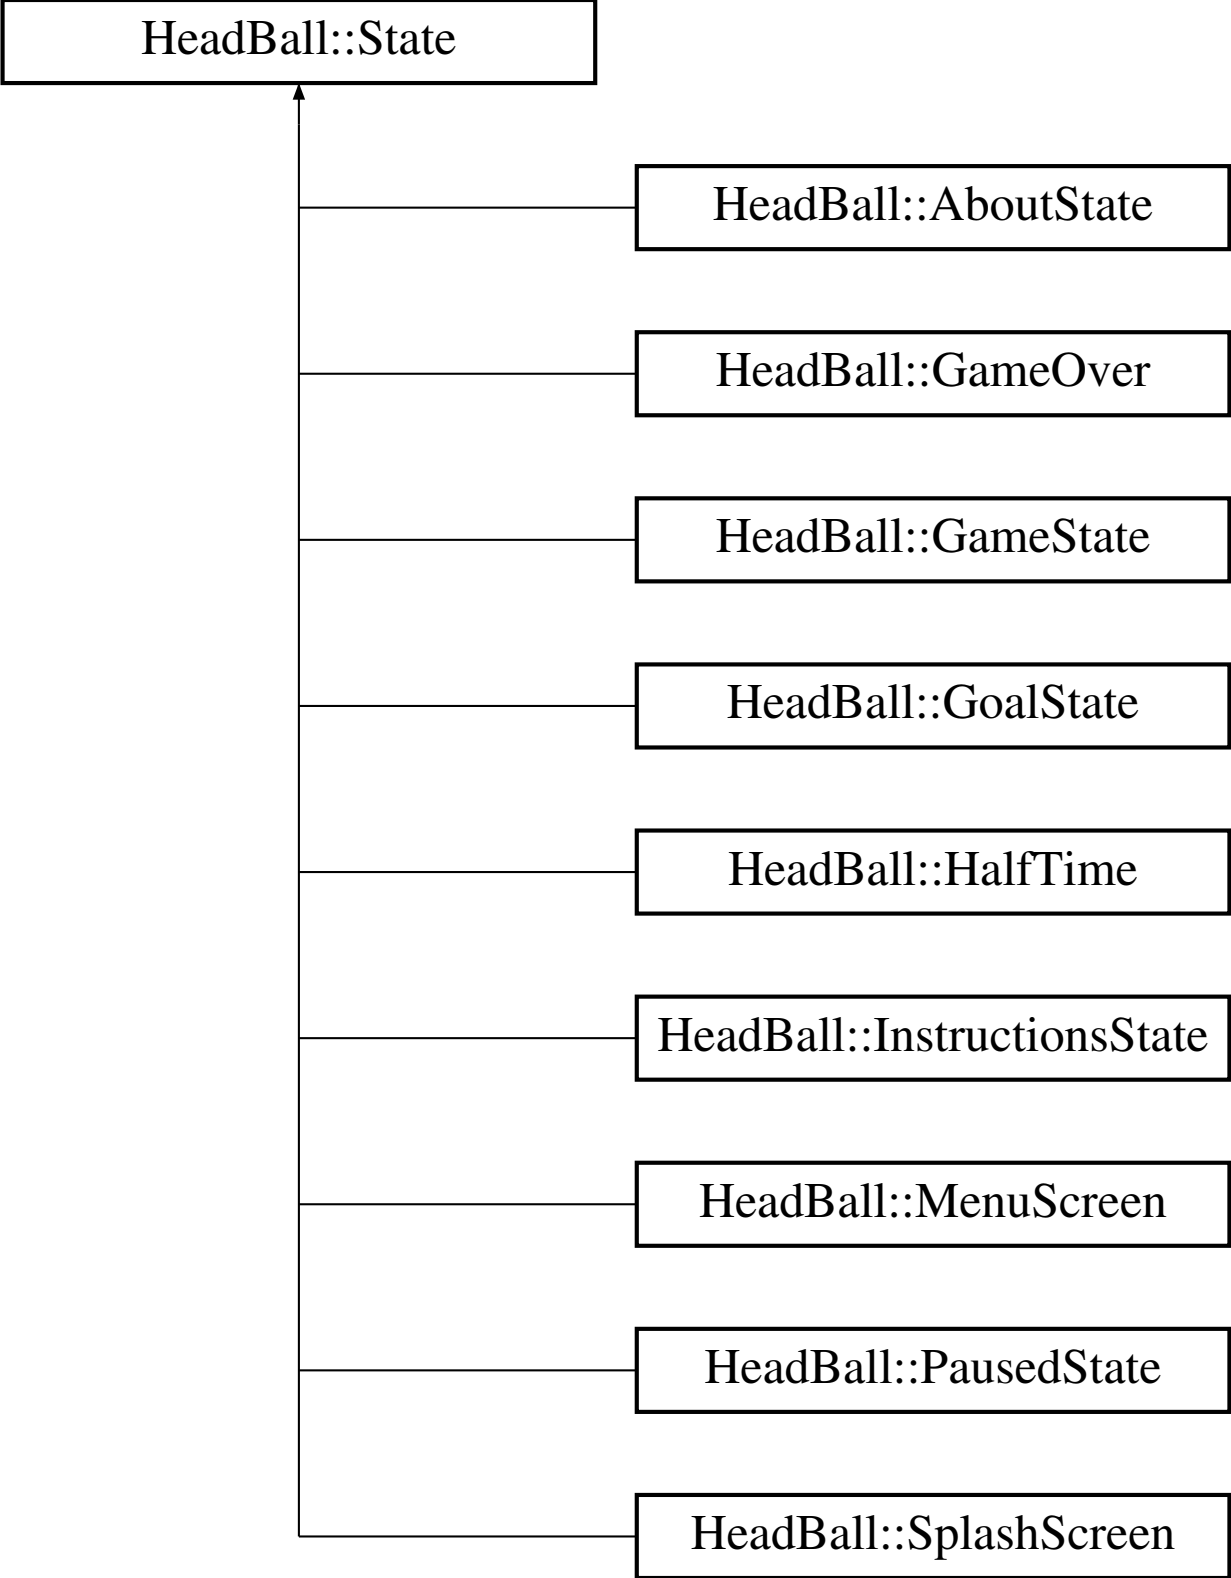 HeadBall::State
HeadBall::AboutState
HeadBall::GameOver
HeadBall::GameState
HeadBall::GoalState
HeadBall::HalfTime
HeadBall::InstructionsState
HeadBall::MenuScreen
HeadBall::PausedState
HeadBall::SplashScreen